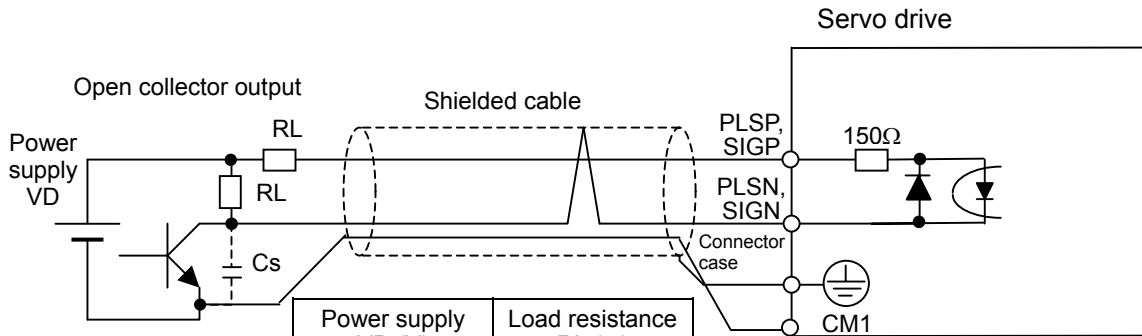 Servo drive
Open collector output
Shielded cable
Power
supply
VD
RL
RL
Cs
PLSP,
SIGP
150Ω
PLSN,
SIGN
Connector
case
CM1
Power supply
Load resistance